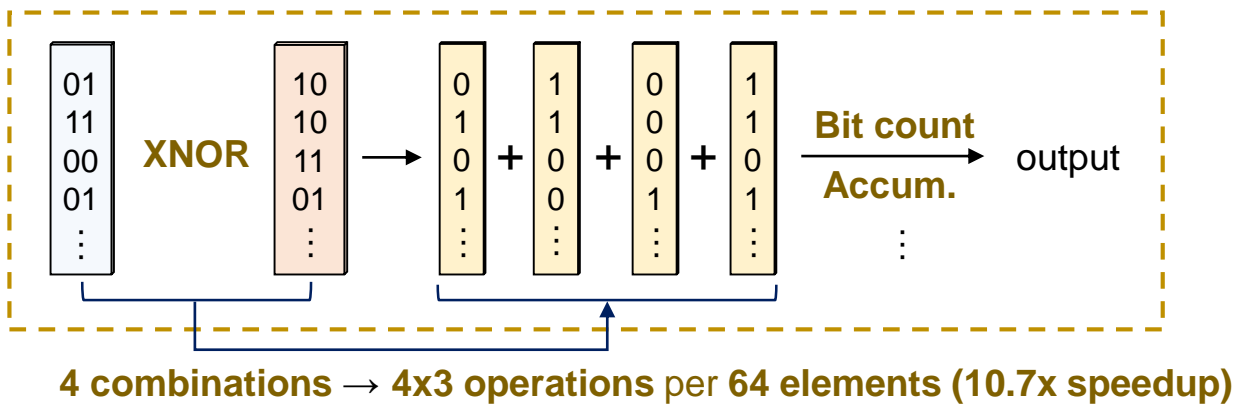 01 10 0 1 0 1
11 10 1 1 0 1 Bit count
00 XNOR 11 → 0 + 0 + 0 + 0 → output
01 01 1 0 1 1 Accum.
⋮ ⋮ ⋮ ⋮ ⋮ ⋮ ⋮
4 combinations → 4x3 operations per 64 elements (10.7x speedup)